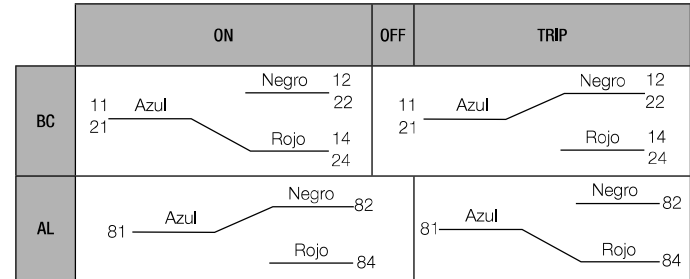 ON OFF TRIP
BC
Negro 12
22
11 Azul
21
Rojo 14
24
Negro 12
22
11 Azul
21
Rojo 14
24
AL
Negro 82
81 Azul
Rojo 84
Negro 82
81 Azul
Rojo 84